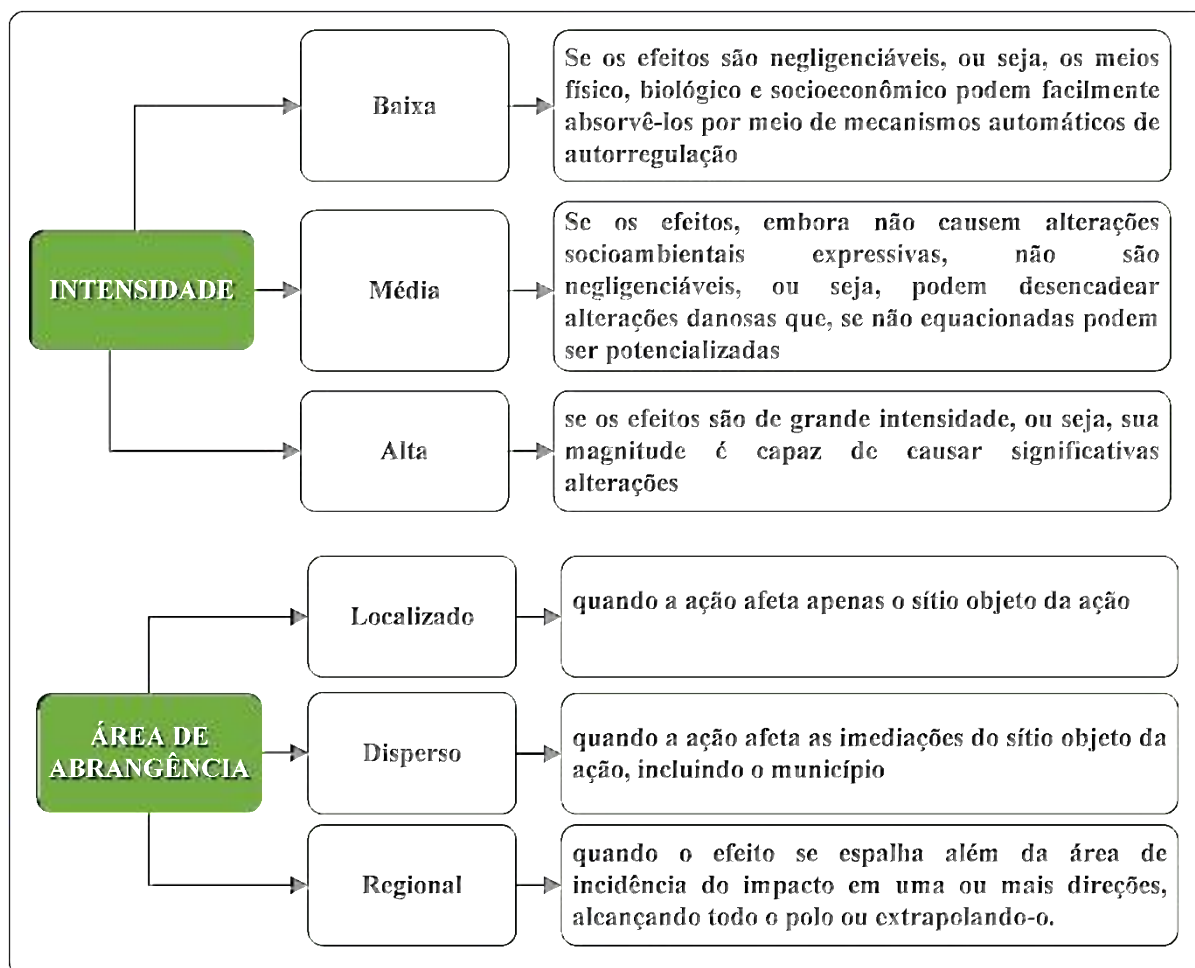 Baixa
Se os efeitos são negligenciáveis, ou seja, os meios
físico, biológico e socioeconômico podem facilmente
absorvê-los por meio de mecanismos automáticos de
autorregulação
INTENSIDADE
Média
Se os efeitos, embora não causem alterações
socioambientais expressivas, não são
negligenciáveis, ou seja, podem desencadear
alterações danosas que, se não equacionadas podem
ser potencializadas
Alta
se os efeitos são de grande intensidade, ou seja, sua
magnitude é capaz de causar significativas
alterações
Localizado
quando a ação afeta apenas o sítio objeto da ação
ÁREA DE
ABRANGÊNCIA
Disperso
quando a ação afeta as imediações do sítio objeto da
ação, incluindo o município
Regional
quando o efeito se espalha além da área de
incidência do impacto em uma ou mais direções,
alcançando todo o polo ou extrapolando-o.